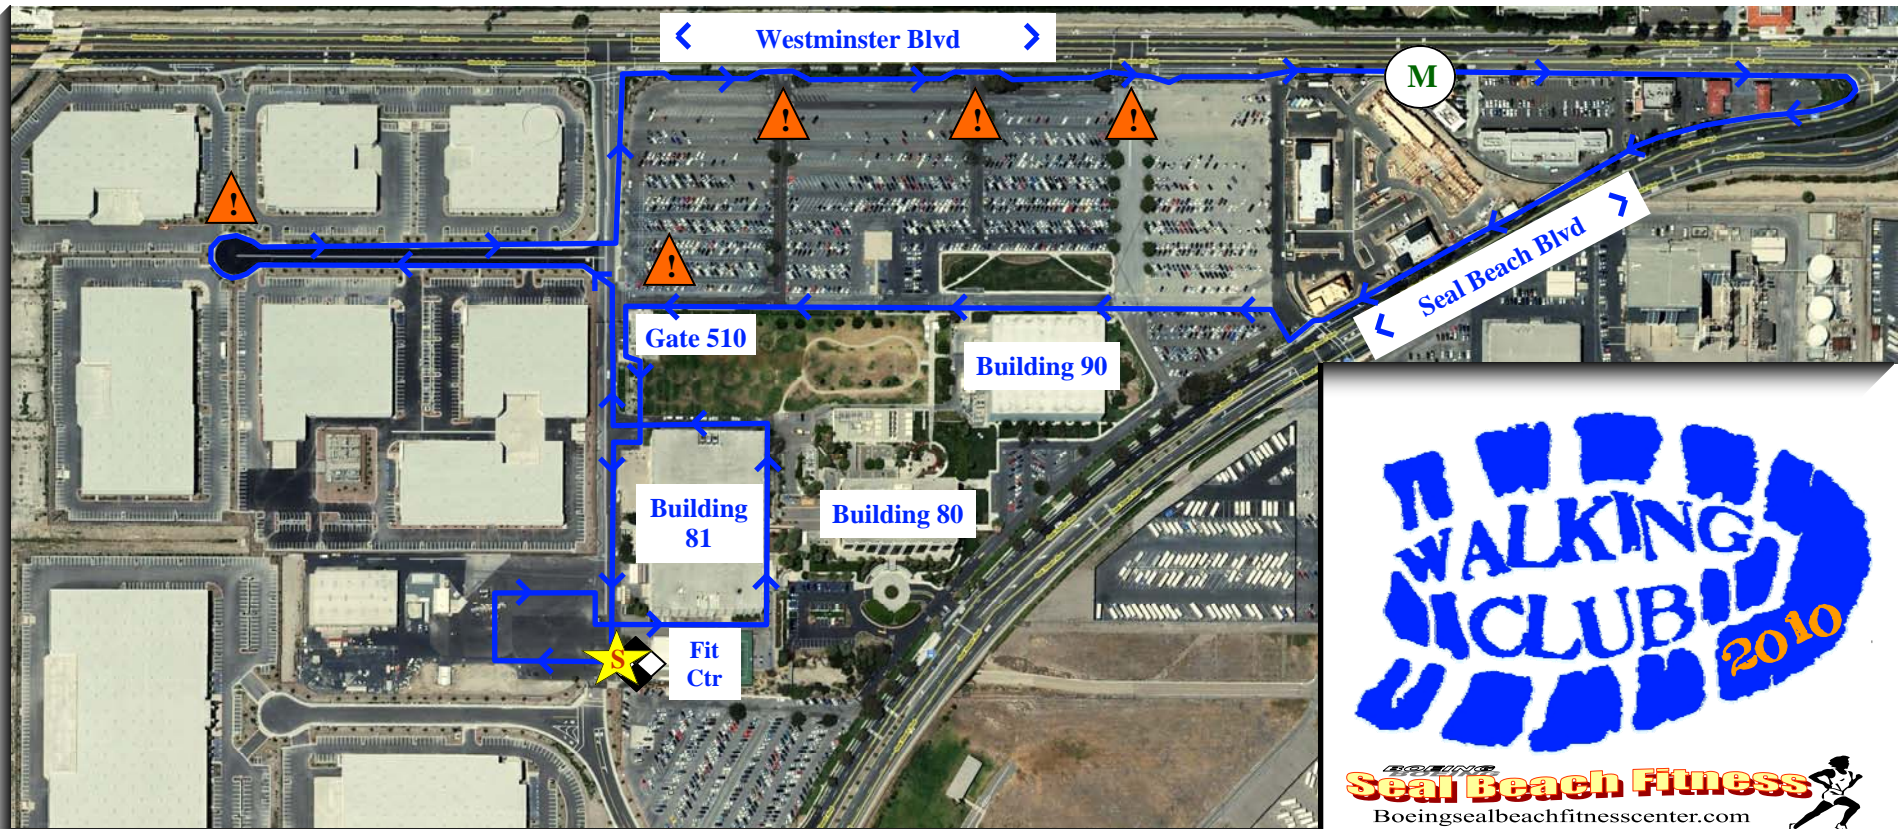 Westminster Blvd
M
!
!
!
!
!
Seal Beach Blvd
Gate 510
Building 90
Building
81
Building 80
S
Fit
Ctr
WALKING
CLUB
2010
BOEING
Seal Beach Fitness
Boeingsealbeachfitnesscenter.com